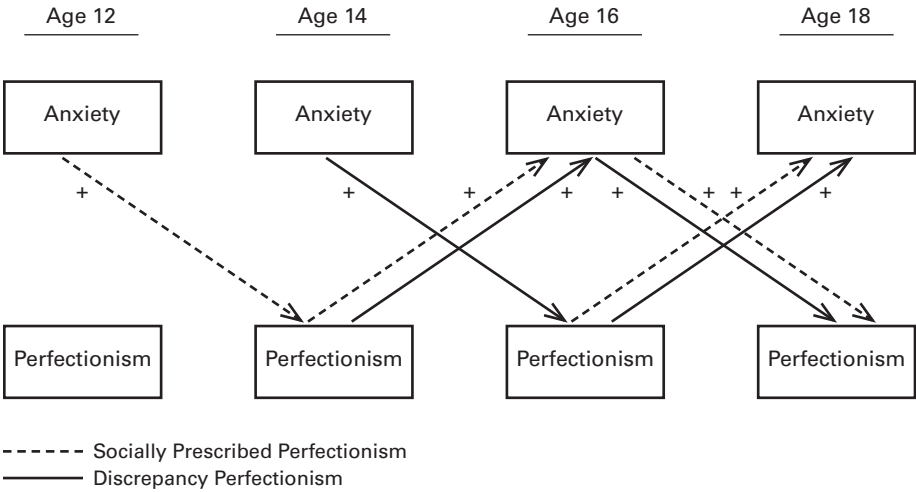 Age 12 Age 14 Age 16 Age 18
Anxiety Anxiety Anxiety Anxiety
+ + + + + + + +
Perfectionism Perfectionism Perfectionism Perfectionism
Socially Prescribed Perfectionism
Discrepancy Perfectionism